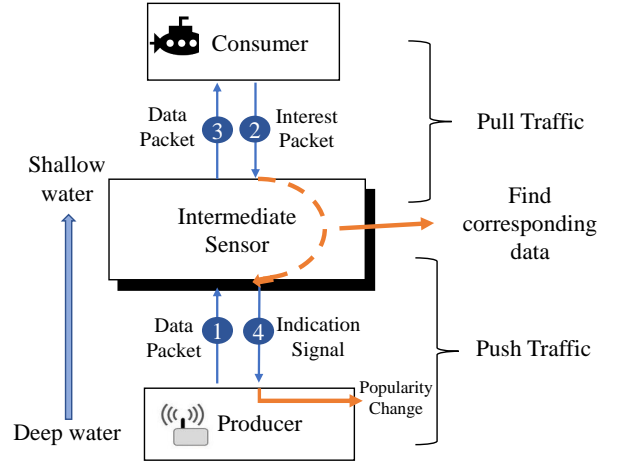 Consumer
Data
Packet
3
2
Interest
Packet
Pull Traffic
Shallow
water
Intermediate
Sensor
Find
corresponding
data
Data
Packet
1
4
Indication
Signal
Push Traffic
Popularity
Change
Deep water
Producer